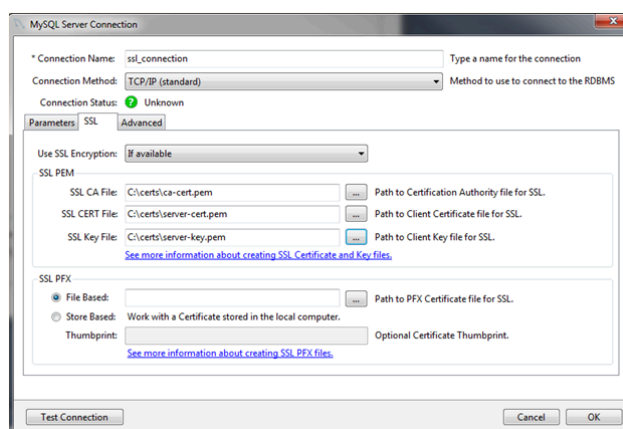 MySQL Server Connection
* Connection Name: ssl_connection Type a name for the connection
Connection Method: TCP/IP (standard) Method to use to connect to the RDBMS
Connection Status: ? Unknown
Parameters SSL Advanced
Use SSL Encryption: If available
SSL PEM
SSL CA File: C:\certs\ca-cert.pem ... Path to Certification Authority file for SSL.
SSL CERT File: C:\certs\server-cert.pem ... Path to Client Certificate file for SSL.
SSL Key File: C:\certs\server-key.pem ... Path to Client Key file for SSL.
See more information about creating SSL Certificate and Key files.
SSL PFX
File Based: ... Path to PFX Certificate file for SSL.
Store Based: Work with a Certificate stored in the local computer.
Thumbprint: Optional Certificate Thumbprint.
See more information about creating SSL PFX files.
Test Connection Cancel OK